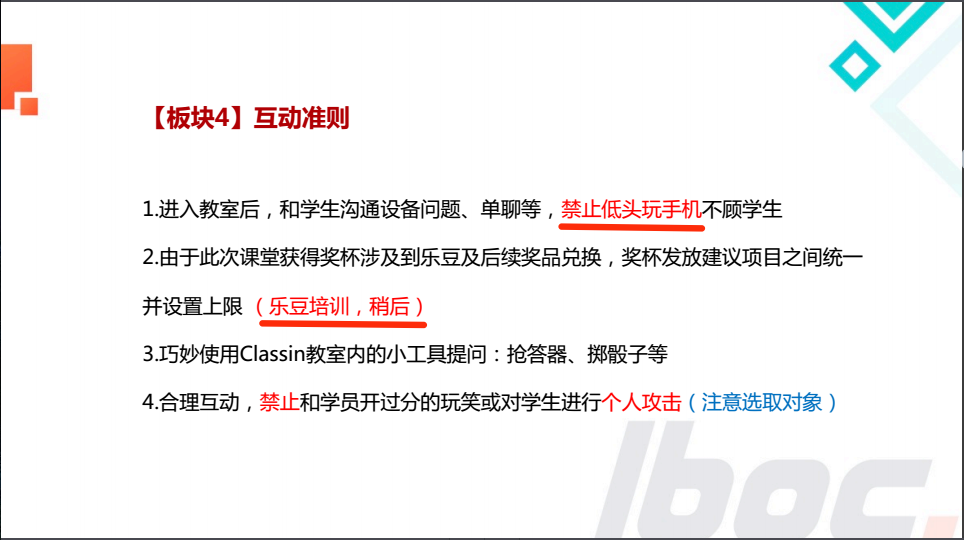 【板块4】互动准则
1.进入教室后，和学生沟通设备问题、单聊等，禁止低头玩手机不顾学生
2.由于此次课堂获得奖杯涉及到乐豆及后续奖品兑换，奖杯发放建议项目之间统一
并设置上限（乐豆培训，稍后）
3.巧妙使用Classin教室内的小工具提问：抢答器、掷骰子等
4.合理互动，禁止和学员开过分的玩笑或对学生进行个人攻击（注意选取对象）
lboc.